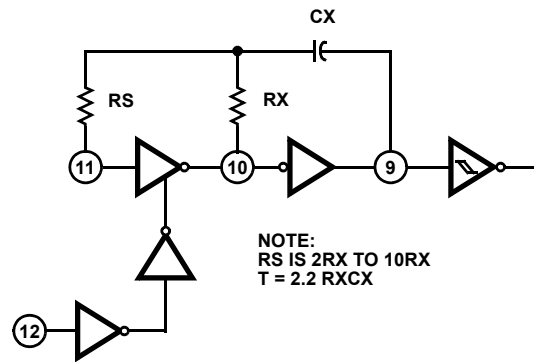 CX
RS
RX
11
10
9
NOTE:
RS IS 2RX TO 10RX
T = 2.2 RXCX
12